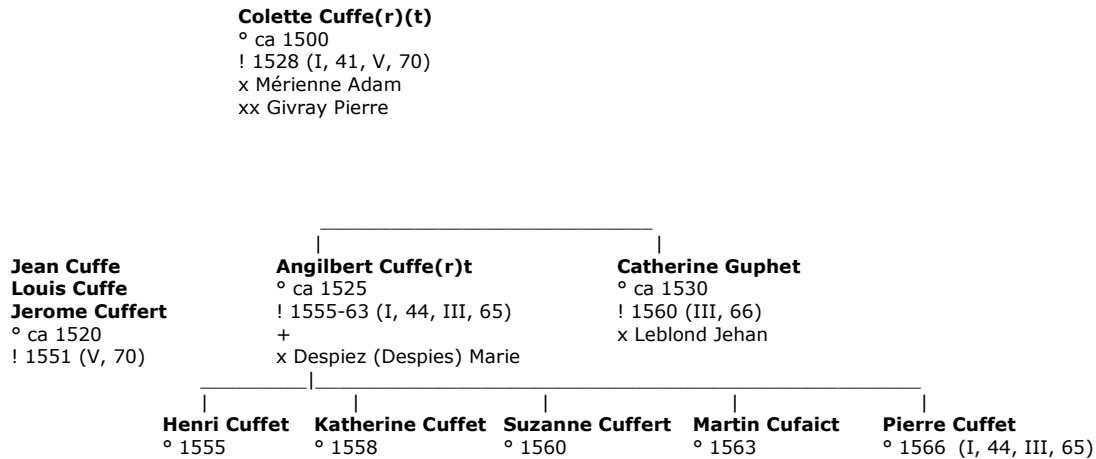 Colette Cuffe(r)(t)
° ca 1500
! 1528 (I, 41, V, 70)
x Mérienne Adam
xx Givray Pierre
Jean Cuffe
Louis Cuffe
Jerome Cuffert
° ca 1520
! 1551 (V, 70)
Angilbert Cuffe(r)t
° ca 1525
! 1555-63 (I, 44, III, 65)
+
x Despiez (Despies) Marie
Catherine Guphet
° ca 1530
! 1560 (III, 66)
x Leblond Jehan
Henri Cuffet
° 1555
Katherine Cuffet
° 1558
Suzanne Cuffert
° 1560
Martin Cufaict
° 1563
Pierre Cuffet
° 1566 (I, 44, III, 65)